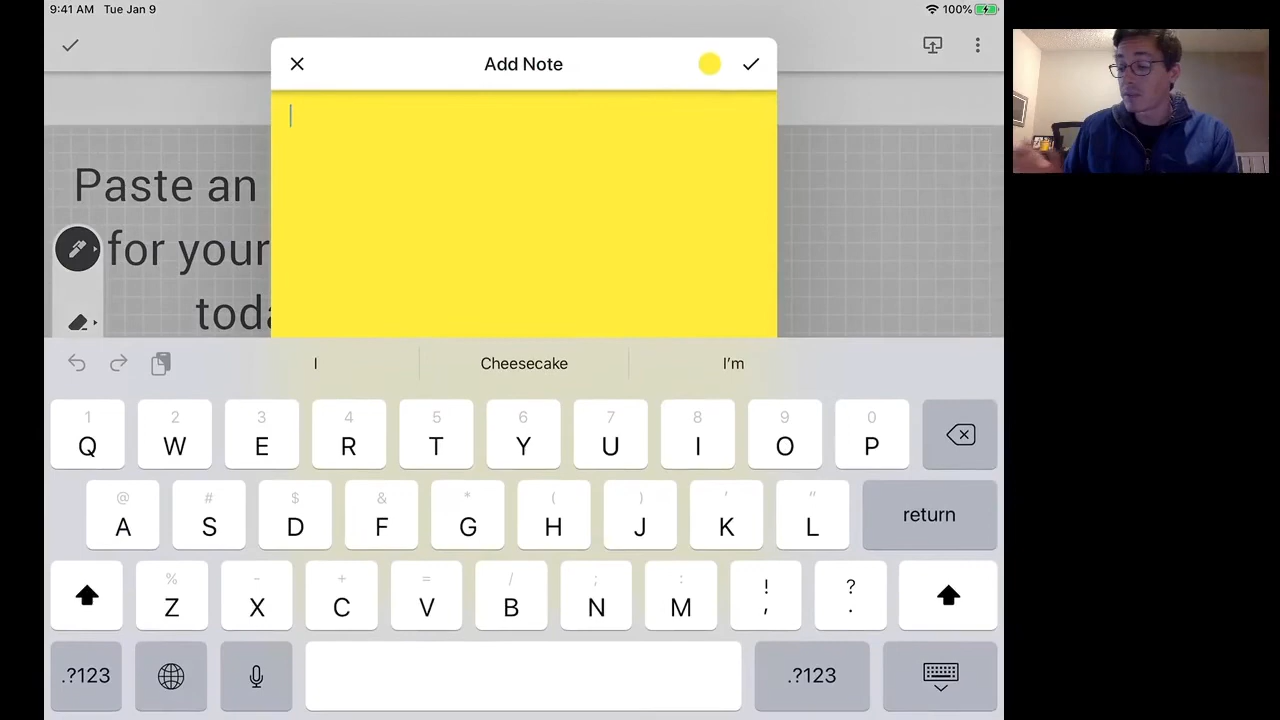 9:41 AM Tue Jan 9
100%
Add Note
Paste an
for your
toda
I
Cheesecake
I'm
1 2 3 4 5 6 7 8 9 0
Q W E R T Y U I O P
@ # $ & * ( ) ' "
A S D F G H J K L
return
% - + = / ; : ! ?
Z X C V B N M , .
.?123
.?123